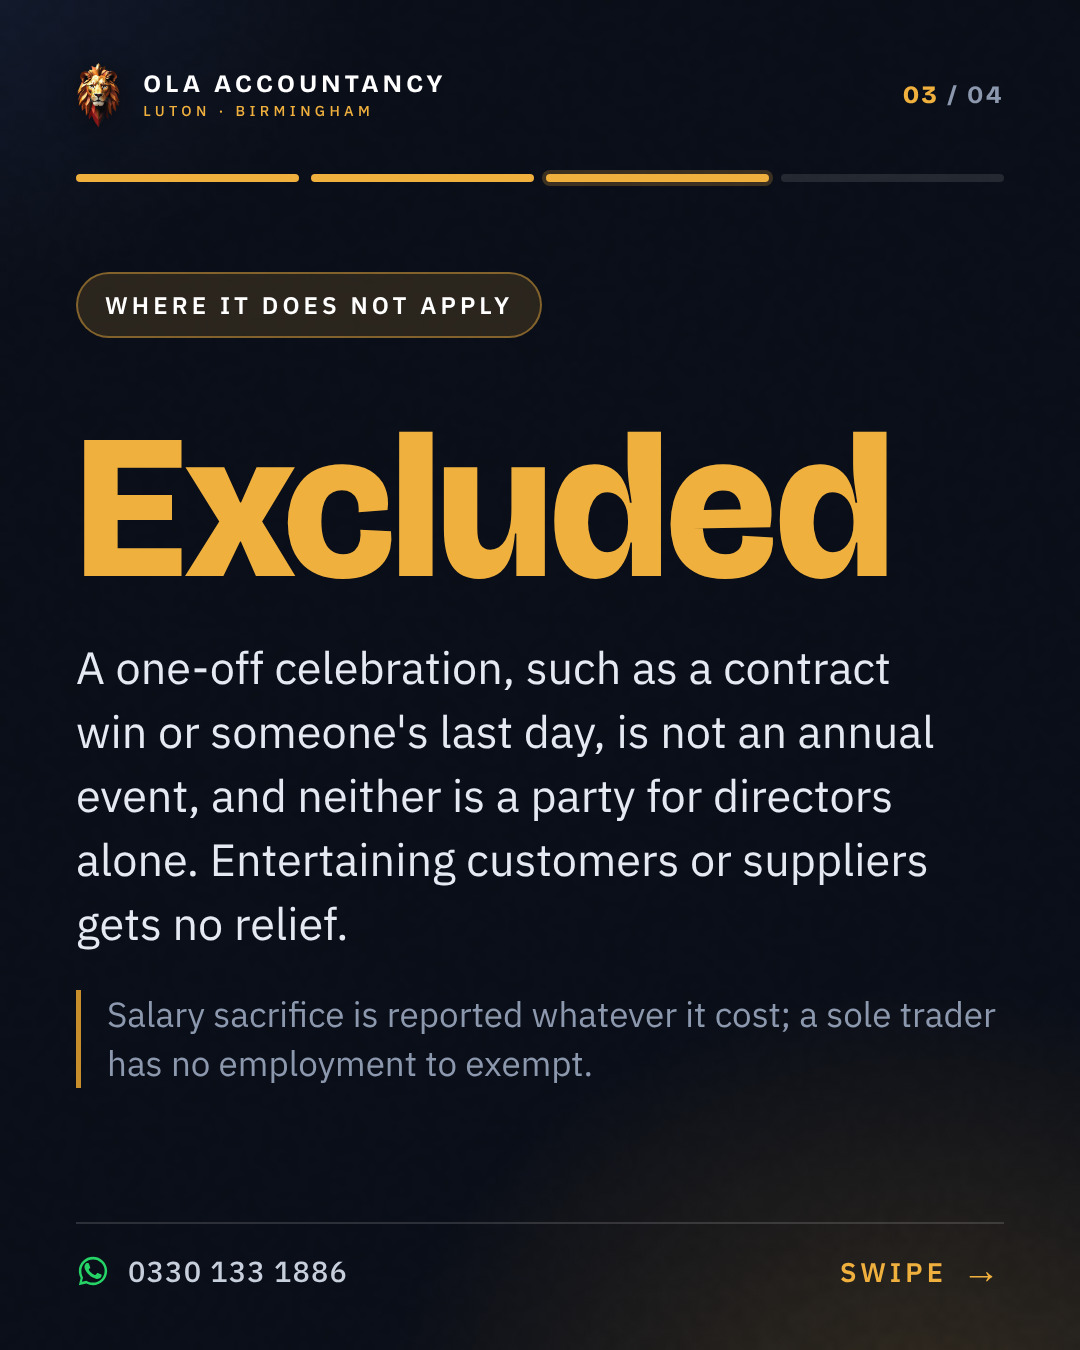 OLA ACCOUNTANCY
LUTON · BIRMINGHAM
03 / 04
WHERE IT DOES NOT APPLY
Excluded
A one-off celebration, such as a contract
win or someone's last day, is not an annual
event, and neither is a party for directors
alone. Entertaining customers or suppliers
gets no relief.
Salary sacrifice is reported whatever it cost; a sole trader
has no employment to exempt.
0330 133 1886
SWIPE →